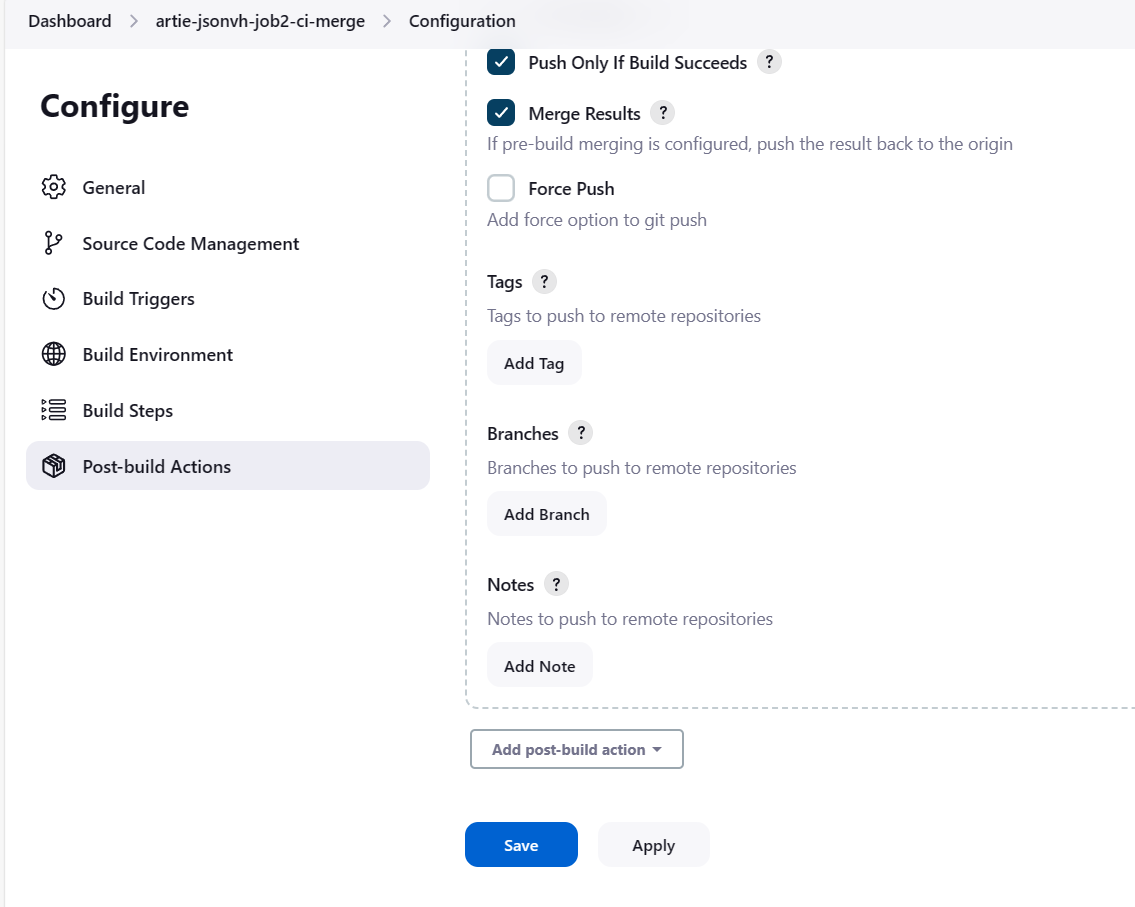 Dashboard > artie-jsonvh-job2-ci-merge > Configuration
Configure
General
Source Code Management
Build Triggers
Build Environment
Build Steps
Post-build Actions
Push Only If Build Succeeds ?
Merge Results ?
If pre-build merging is configured, push the result back to the origin
Force Push
Add force option to git push
Tags ?
Tags to push to remote repositories
Add Tag
Branches ?
Branches to push to remote repositories
Add Branch
Notes ?
Notes to push to remote repositories
Add Note
Add post-build action
Save Apply